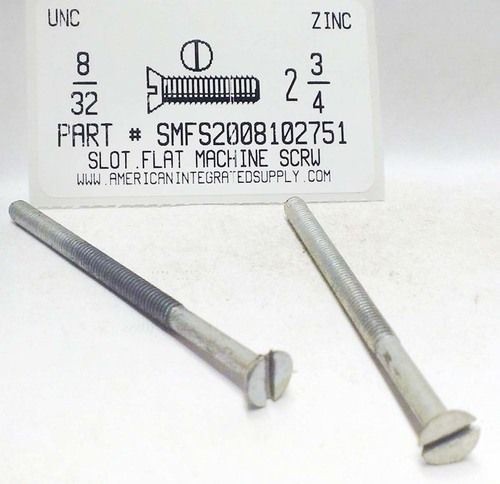 UNC ZINC
8/32 2 3/4
PART # SMFS2008102751
SLOT.FLAT MACHINE SCRW
WWW.AMERICANINTEGRATEDSUPPLY.COM